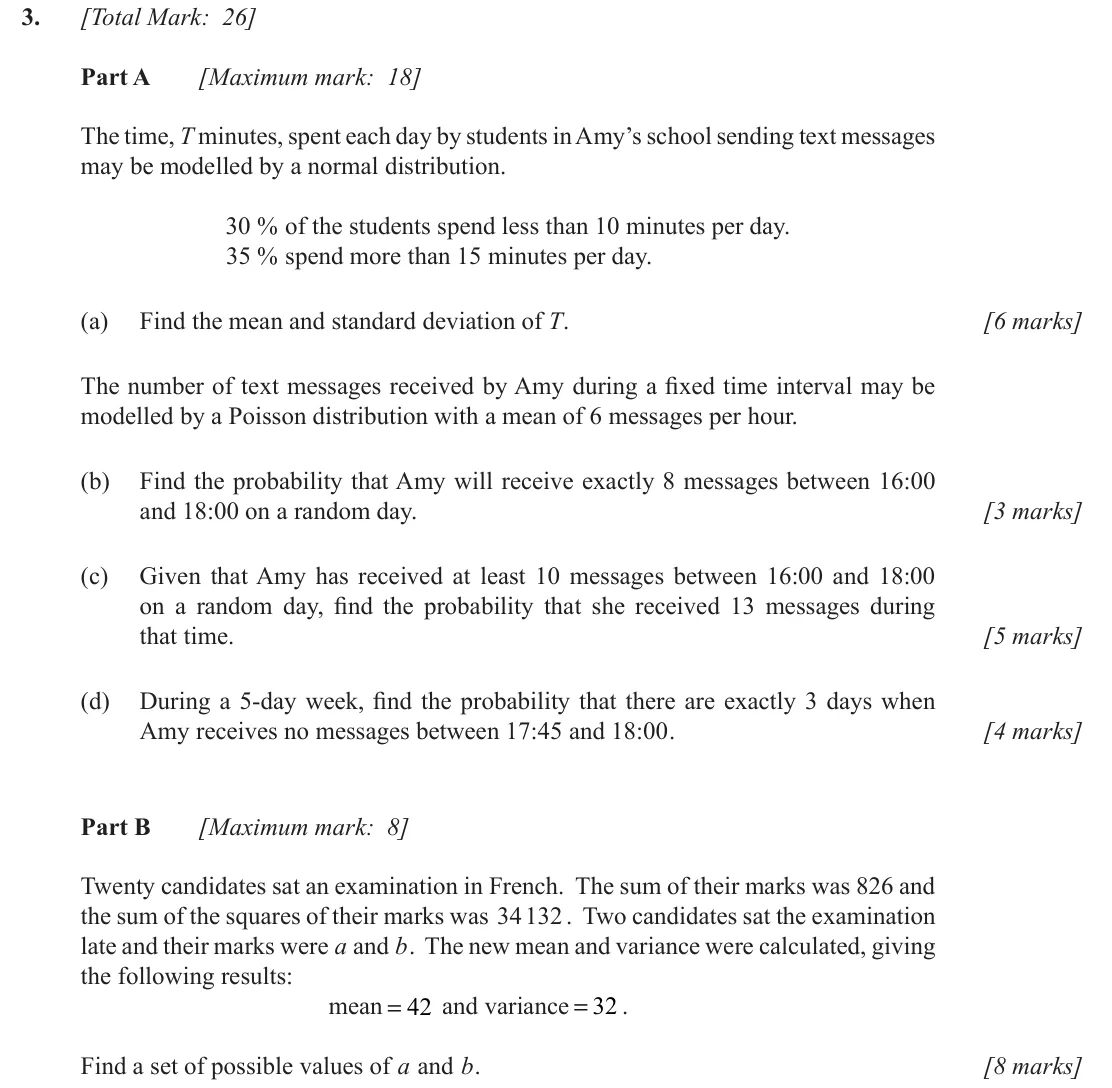 3. [Total Mark: 26]
Part A [Maximum mark: 18]
The time, T minutes, spent each day by students in Amy’s school sending text messages
may be modelled by a normal distribution.
30 % of the students spend less than 10 minutes per day.
35 % spend more than 15 minutes per day.
(a) Find the mean and standard deviation of T. [6 marks]
The number of text messages received by Amy during a fixed time interval may be
modelled by a Poisson distribution with a mean of 6 messages per hour.
(b) Find the probability that Amy will receive exactly 8 messages between 16:00
and 18:00 on a random day. [3 marks]
(c) Given that Amy has received at least 10 messages between 16:00 and 18:00
on a random day, find the probability that she received 13 messages during
that time. [5 marks]
(d) During a 5-day week, find the probability that there are exactly 3 days when
Amy receives no messages between 17:45 and 18:00. [4 marks]
Part B [Maximum mark: 8]
Twenty candidates sat an examination in French. The sum of their marks was 826 and
the sum of the squares of their marks was 34 132 . Two candidates sat the examination
late and their marks were a and b. The new mean and variance were calculated, giving
the following results:
mean = 42 and variance = 32 .
Find a set of possible values of a and b. [8 marks]